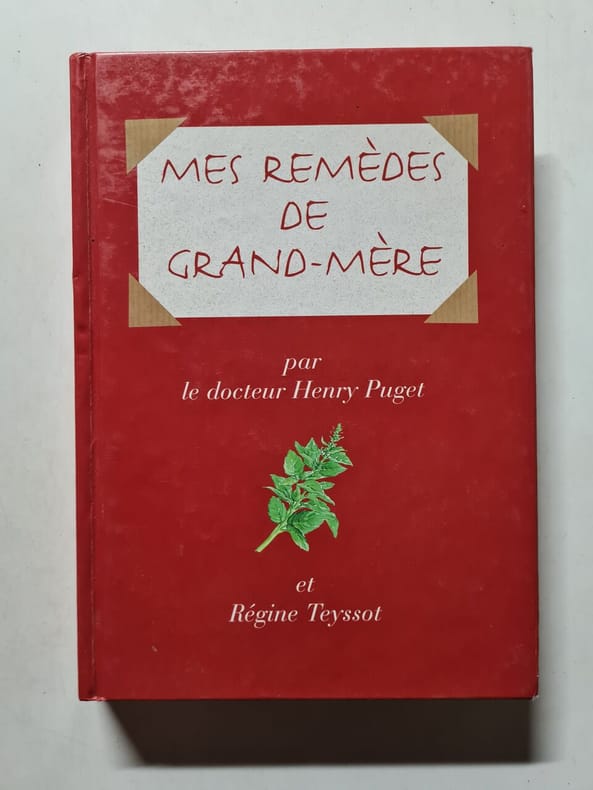 MES REMÈDES
DE
GRAND-MÈRE
par
le docteur Henry Puget
et
Régine Teyssot